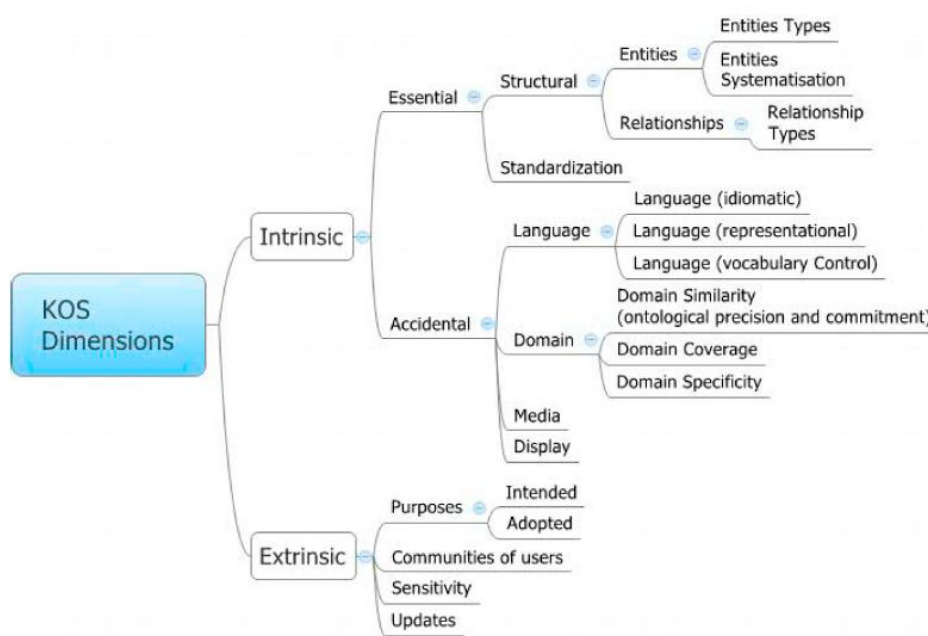 KOS
Dimensions
Intrinsic
Essential
Structural
Entities
Entities Types
Entities
Systematisation
Relationships
Relationship
Types
Standardization
Accidental
Language
Language (idiomatic)
Language (representational)
Language (vocabulary Control)
Domain
Domain Similarity
(ontological precision and commitment)
Domain Coverage
Domain Specificity
Media
Display
Extrinsic
Purposes
Intended
Adopted
Communities of users
Sensitivity
Updates